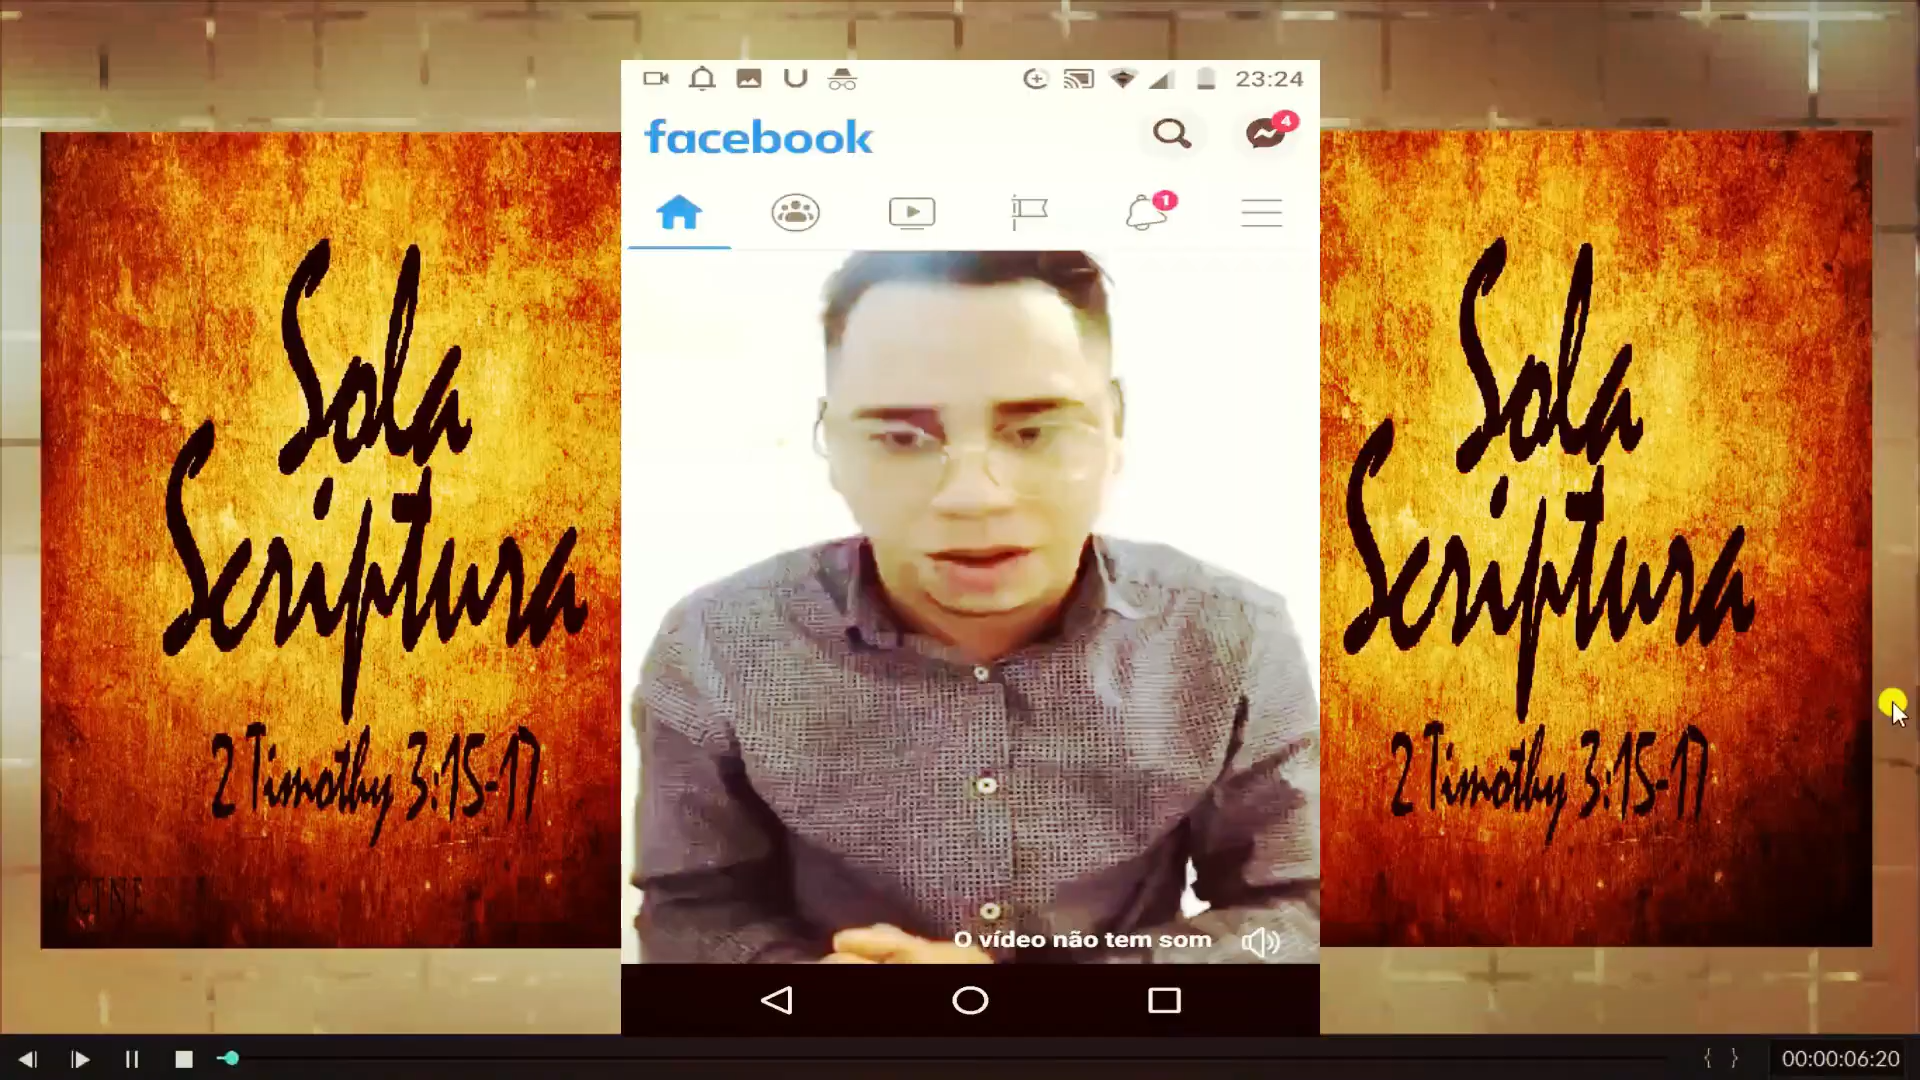 23:24
facebook
4
1
Sola
Scriptura
2 Timothy 3:15-17
Sola
Scriptura
2 Timothy 3:15-17
O vídeo não tem som
00:00:06:20